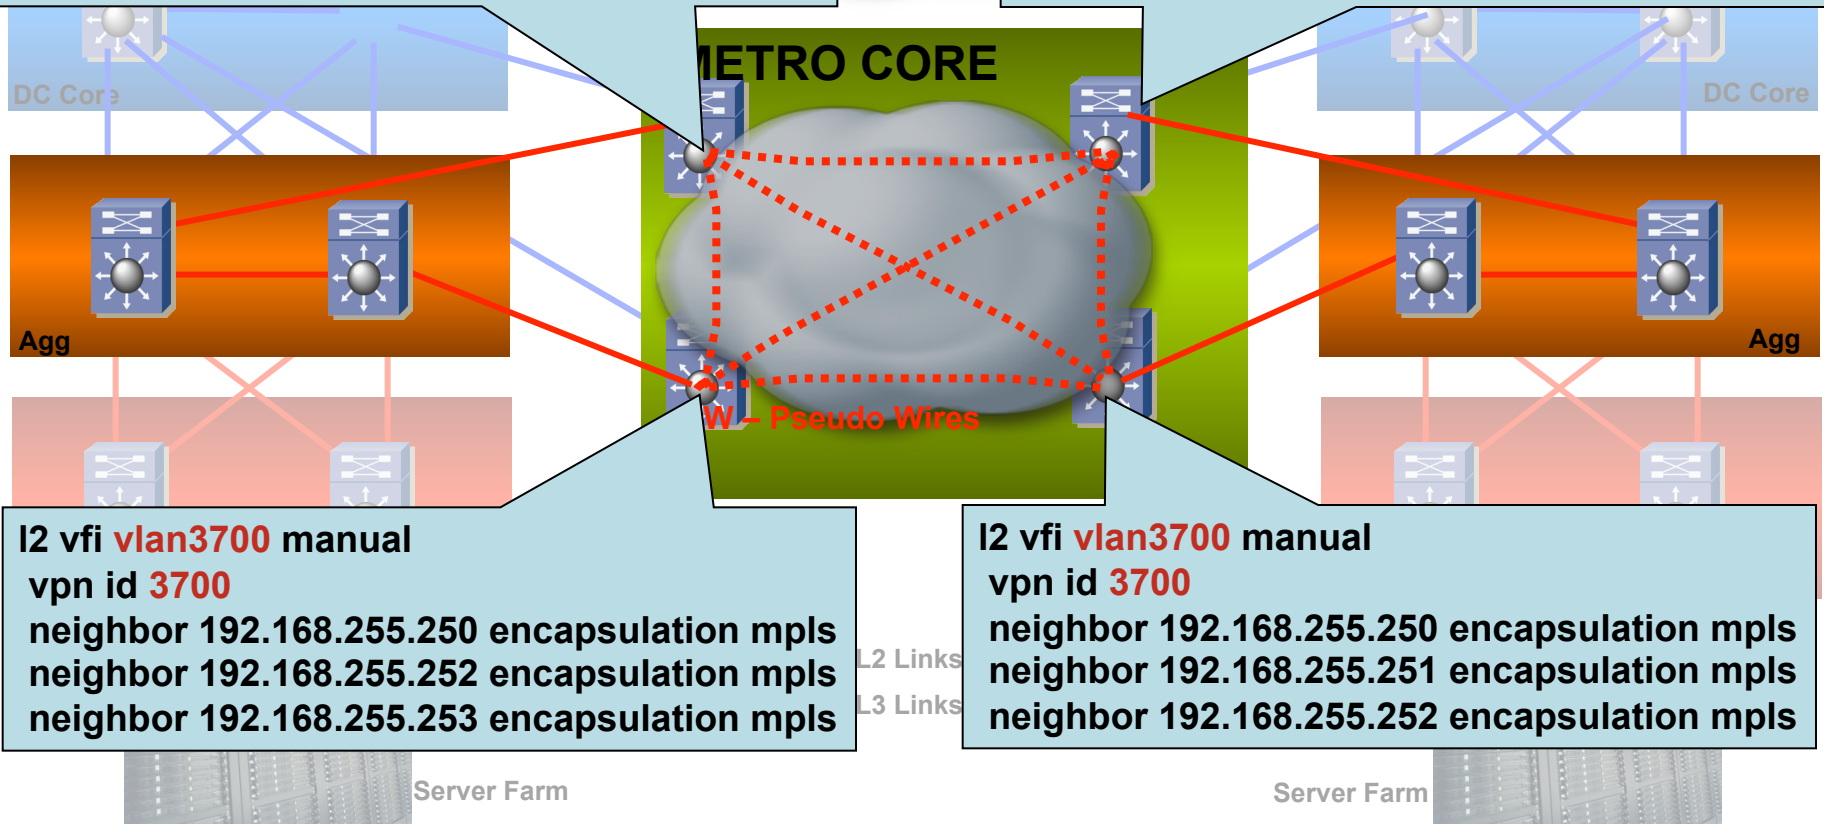 METRO CORE
DC Core
DC Core
Agg
Agg
W – Pseudo Wires
l2 vfi vlan3700 manual
vpn id 3700
neighbor 192.168.255.250 encapsulation mpls
neighbor 192.168.255.252 encapsulation mpls
neighbor 192.168.255.253 encapsulation mpls
l2 vfi vlan3700 manual
vpn id 3700
neighbor 192.168.255.250 encapsulation mpls
neighbor 192.168.255.251 encapsulation mpls
neighbor 192.168.255.252 encapsulation mpls
L2 Links
L3 Links
Server Farm
Server Farm